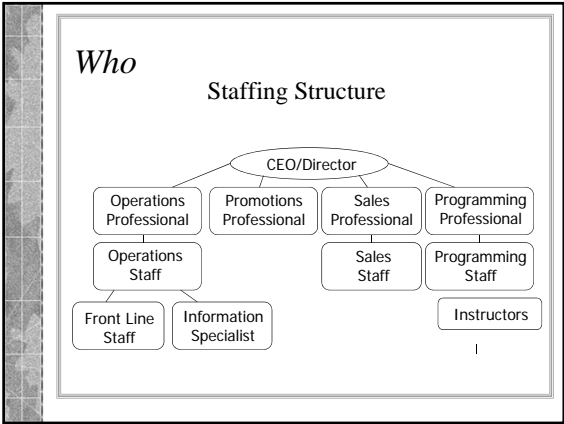 Who
Staffing Structure
CEO/Director
Operations
Professional
Promotions
Professional
Sales
Professional
Programming
Professional
Operations
Staff
Sales
Staff
Programming
Staff
Front Line
Staff
Information
Specialist
Instructors